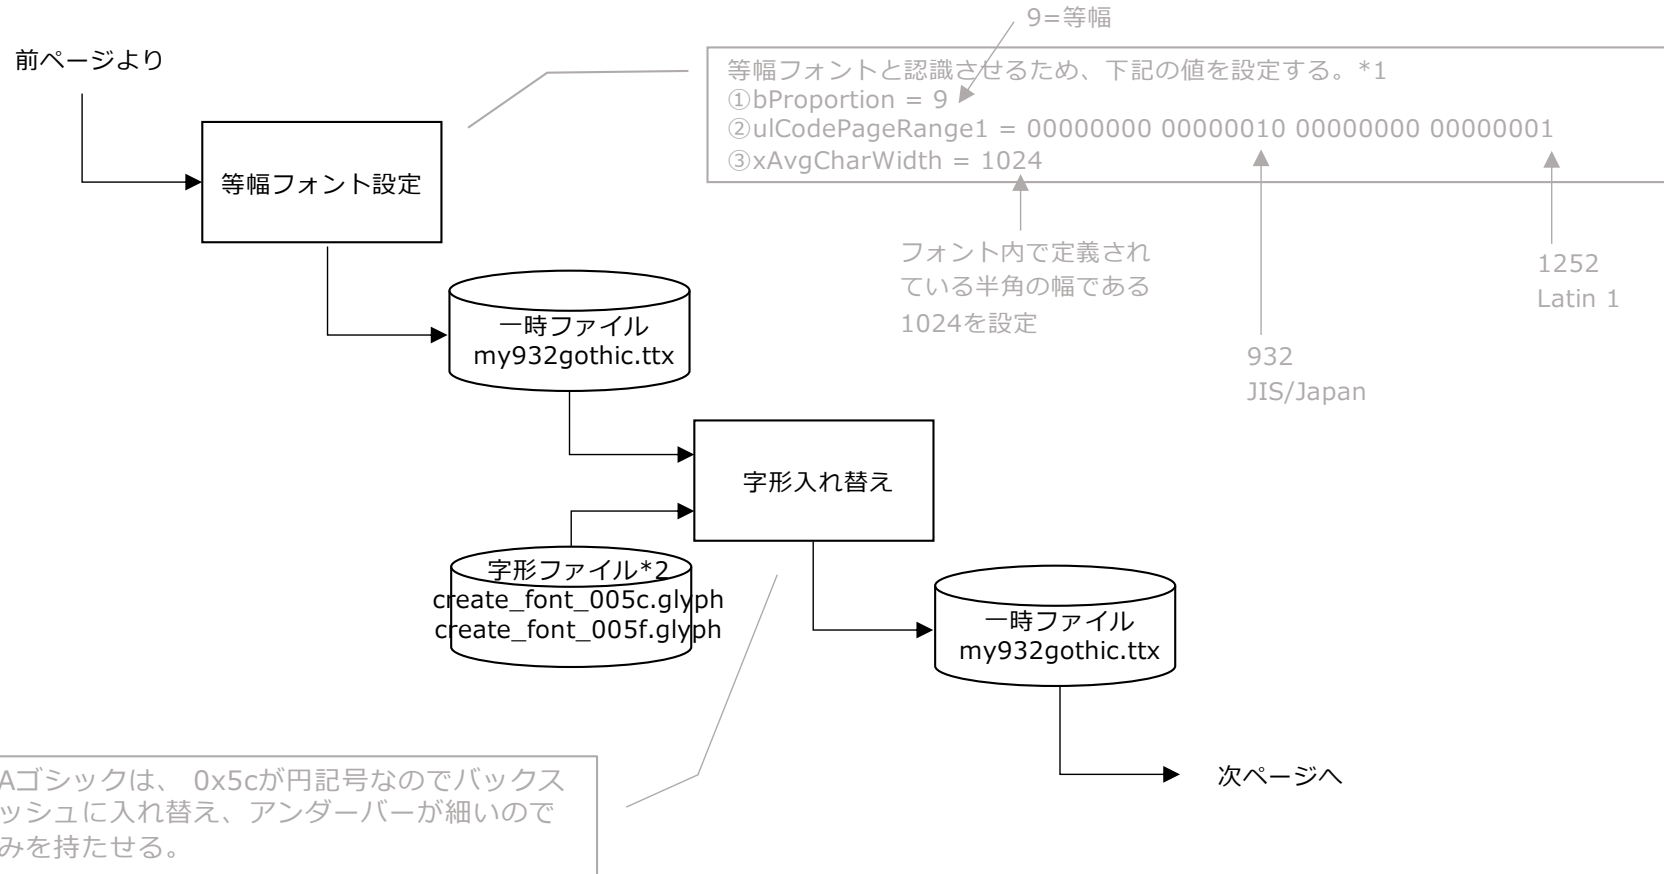 9=等幅
前ページより
等幅フォントと認識させるため、下記の値を設定する。*1
①bProportion = 9
②ulCodePageRange1 = 00000000 00000010 00000000 00000001
③xAvgCharWidth = 1024
等幅フォント設定
フォント内で定義され
ている半角の幅である
1024を設定
1252
Latin 1
932
JIS/Japan
一時ファイル
my932gothic.ttx
字形入れ替え
字形ファイル*2
create_font_005c.glyph
create_font_005f.glyph
一時ファイル
my932gothic.ttx
次ページへ
Aゴシックは、 0x5cが円記号なのでバックス
ッシュに入れ替え、アンダーバーが細いので
みを持たせる。